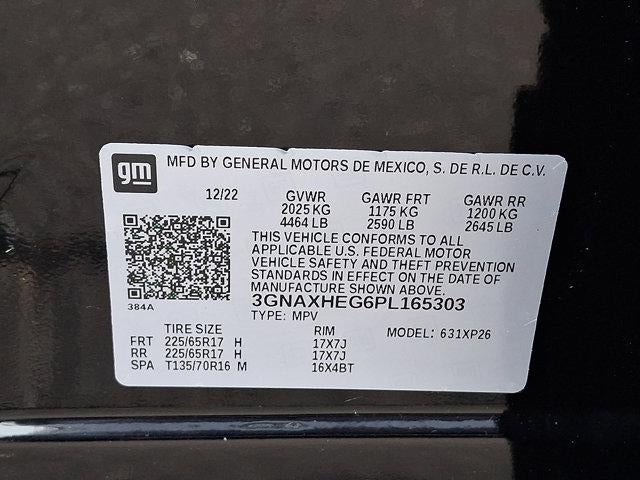 gm MFD BY GENERAL MOTORS DE MEXICO, S. DE R.L. DE C.V.
12/22 GVWR GAWR FRT GAWR RR
2025 KG 1175 KG 1200 KG
4464 LB 2590 LB 2645 LB
THIS VEHICLE CONFORMS TO ALL
APPLICABLE U.S. FEDERAL MOTOR
VEHICLE SAFETY AND THEFT PREVENTION
STANDARDS IN EFFECT ON THE DATE OF
MANUFACTURE SHOWN ABOVE.
384A 3GNAXHEG6PL165303
TYPE: MPV
TIRE SIZE RIM MODEL: 631XP26
FRT 225/65R17 H 17X7J
RR 225/65R17 H 17X7J
SPA T135/70R16 M 16X4BT